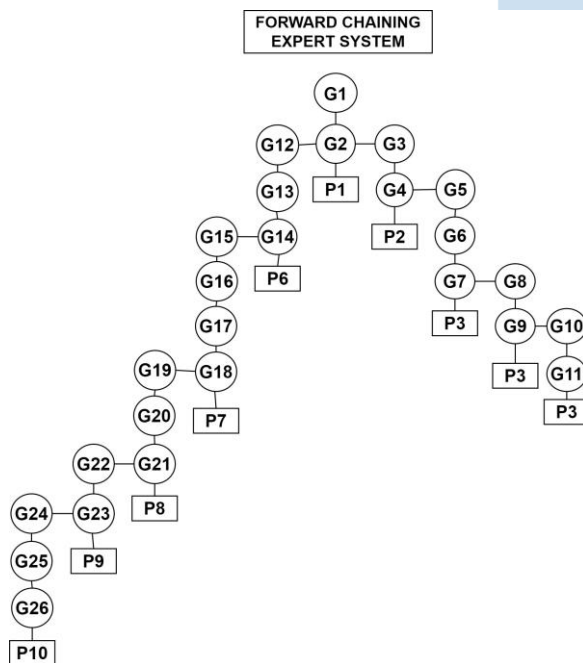 FORWARD CHAINING
EXPERT SYSTEM
G1
G12
G2
G3
G13
P1
G4
G5
G15
G14
P2
G6
G16
P6
G7
G8
G17
P3
G9
G10
G19
G18
P3
G11
G20
P7
P3
G22
G21
G24
G23
P8
G25
P9
G26
P10